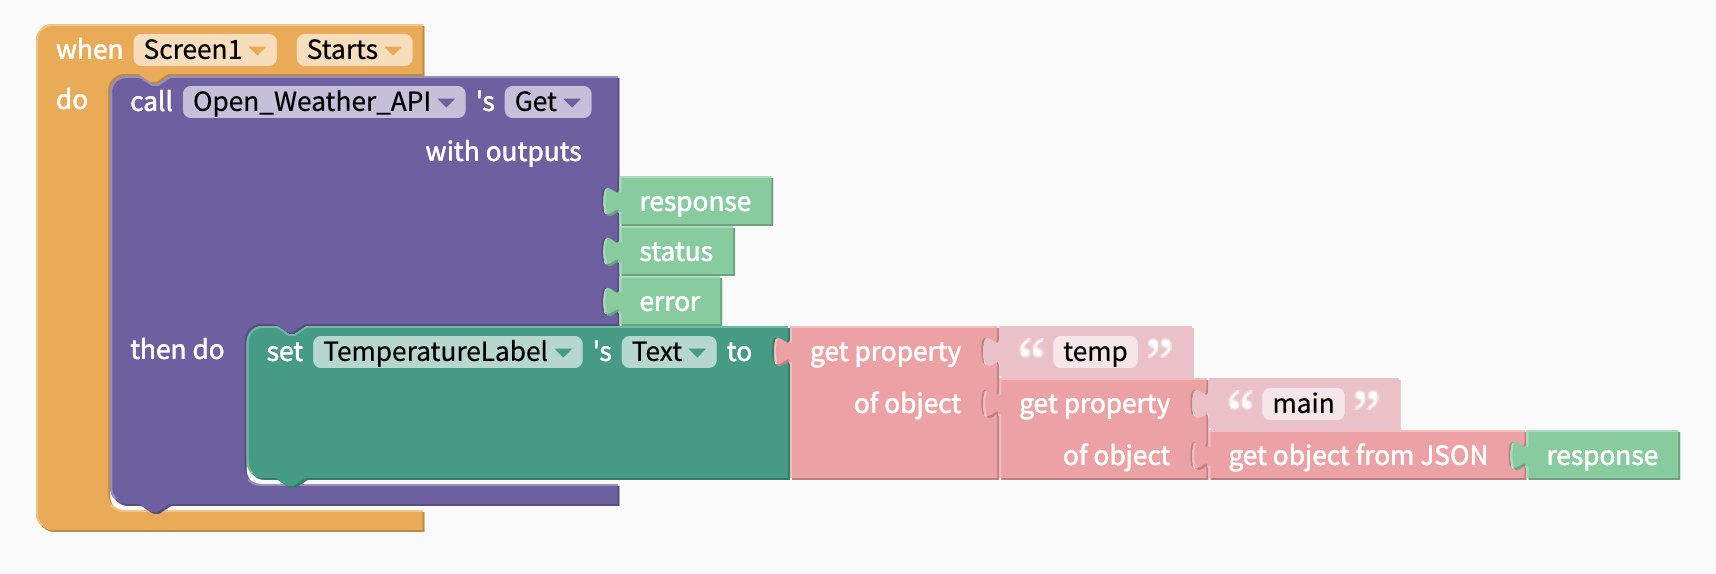 when Screen1 Starts
do call Open_Weather_API 's Get
with outputs
response
status
error
then do set TemperatureLabel 's Text to get property “ temp ”
of object get property “ main ”
of object get object from JSON response